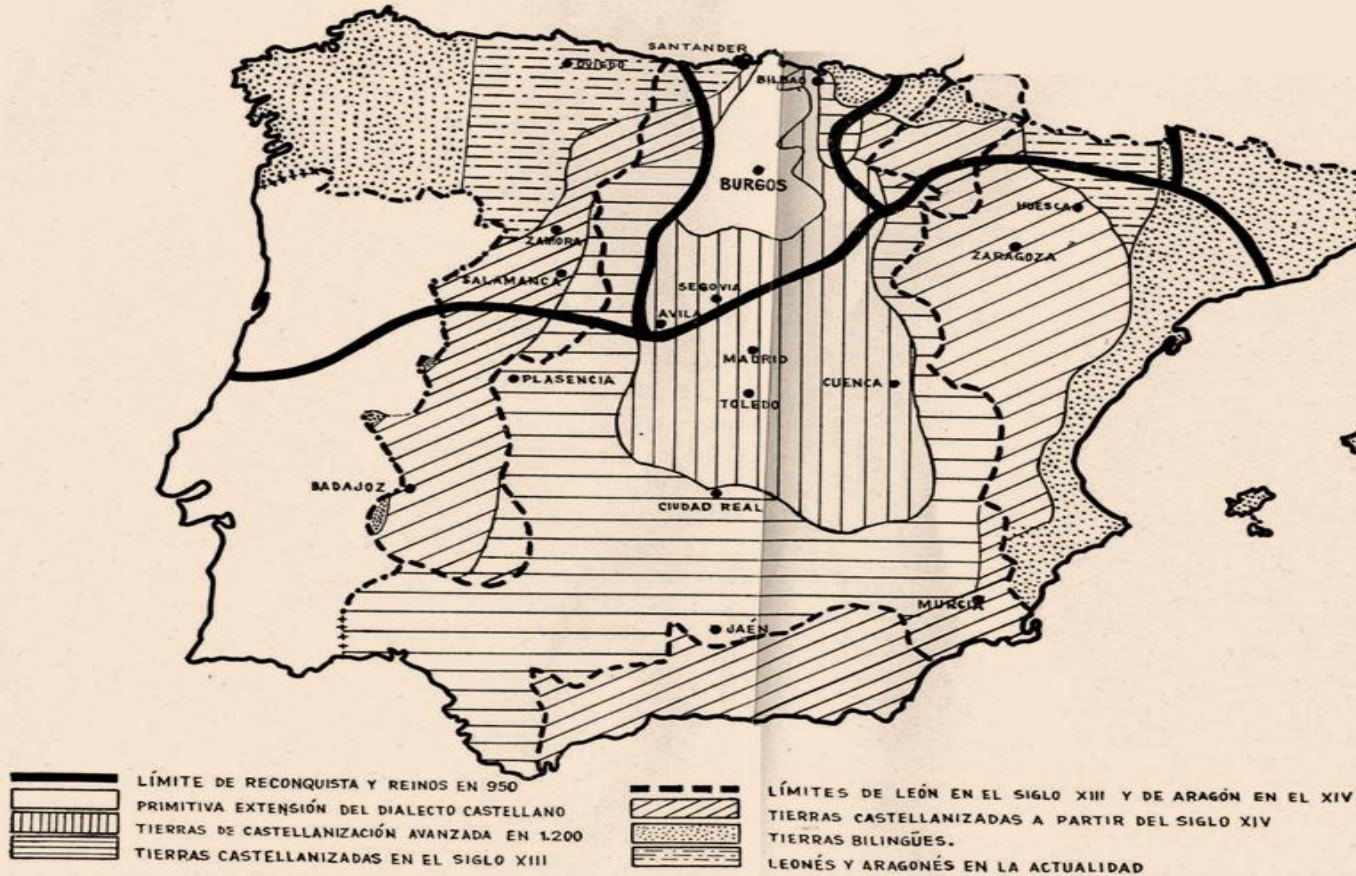 SANTANDER
OVIEDO
BILBAO
BURGOS
HUESCA
ZAMORA
ZARAGOZA
SALAMANCA
SEGOVIA
AVILA
MADRID
PLASENCIA
CUENCA
TOLEDO
BADAJOZ
CIUDAD REAL
MURCIA
JAÉN
LÍMITE DE RECONQUISTA Y REINOS EN 950
PRIMITIVA EXTENSIÓN DEL DIALECTO CASTELLANO
TIERRAS DE CASTELLANIZACIÓN AVANZADA EN 1.200
TIERRAS CASTELLANIZADAS EN EL SIGLO XIII
LÍMITES DE LEÓN EN EL SIGLO XIII Y DE ARAGÓN EN EL XIV
TIERRAS CASTELLANIZADAS A PARTIR DEL SIGLO XIV
TIERRAS BILINGÜES.
LEONÉS Y ARAGONÉS EN LA ACTUALIDAD